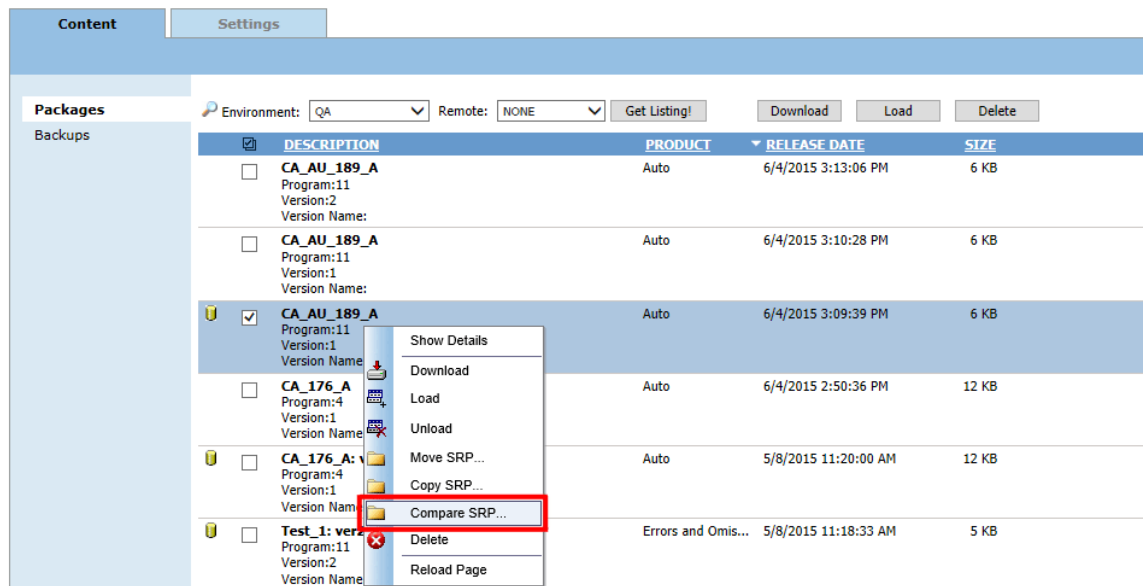 Content Settings
Packages
Backups
Environment: QA Remote: NONE Get Listing! Download Load Delete
DESCRIPTION PRODUCT RELEASE DATE SIZE
CA_AU_189_A Auto 6/4/2015 3:13:06 PM 6 KB
Program:11
Version:2
Version Name:
CA_AU_189_A Auto 6/4/2015 3:10:28 PM 6 KB
Program:11
Version:1
Version Name:
CA_AU_189_A Auto 6/4/2015 3:09:39 PM 6 KB
Program:11
Version:1
Version Name
CA_176_A Auto 6/4/2015 2:50:36 PM 12 KB
Program:4
Version:1
Version Name
CA_176_A: v Auto 5/8/2015 11:20:00 AM 12 KB
Program:4
Version:1
Version Nam
Test_1: ver2 Errors and Omis... 5/8/2015 11:18:33 AM 5 KB
Program:11
Version:2
Version Name
Show Details
Download
Load
Unload
Move SRP...
Copy SRP...
Compare SRP...
Delete
Reload Page